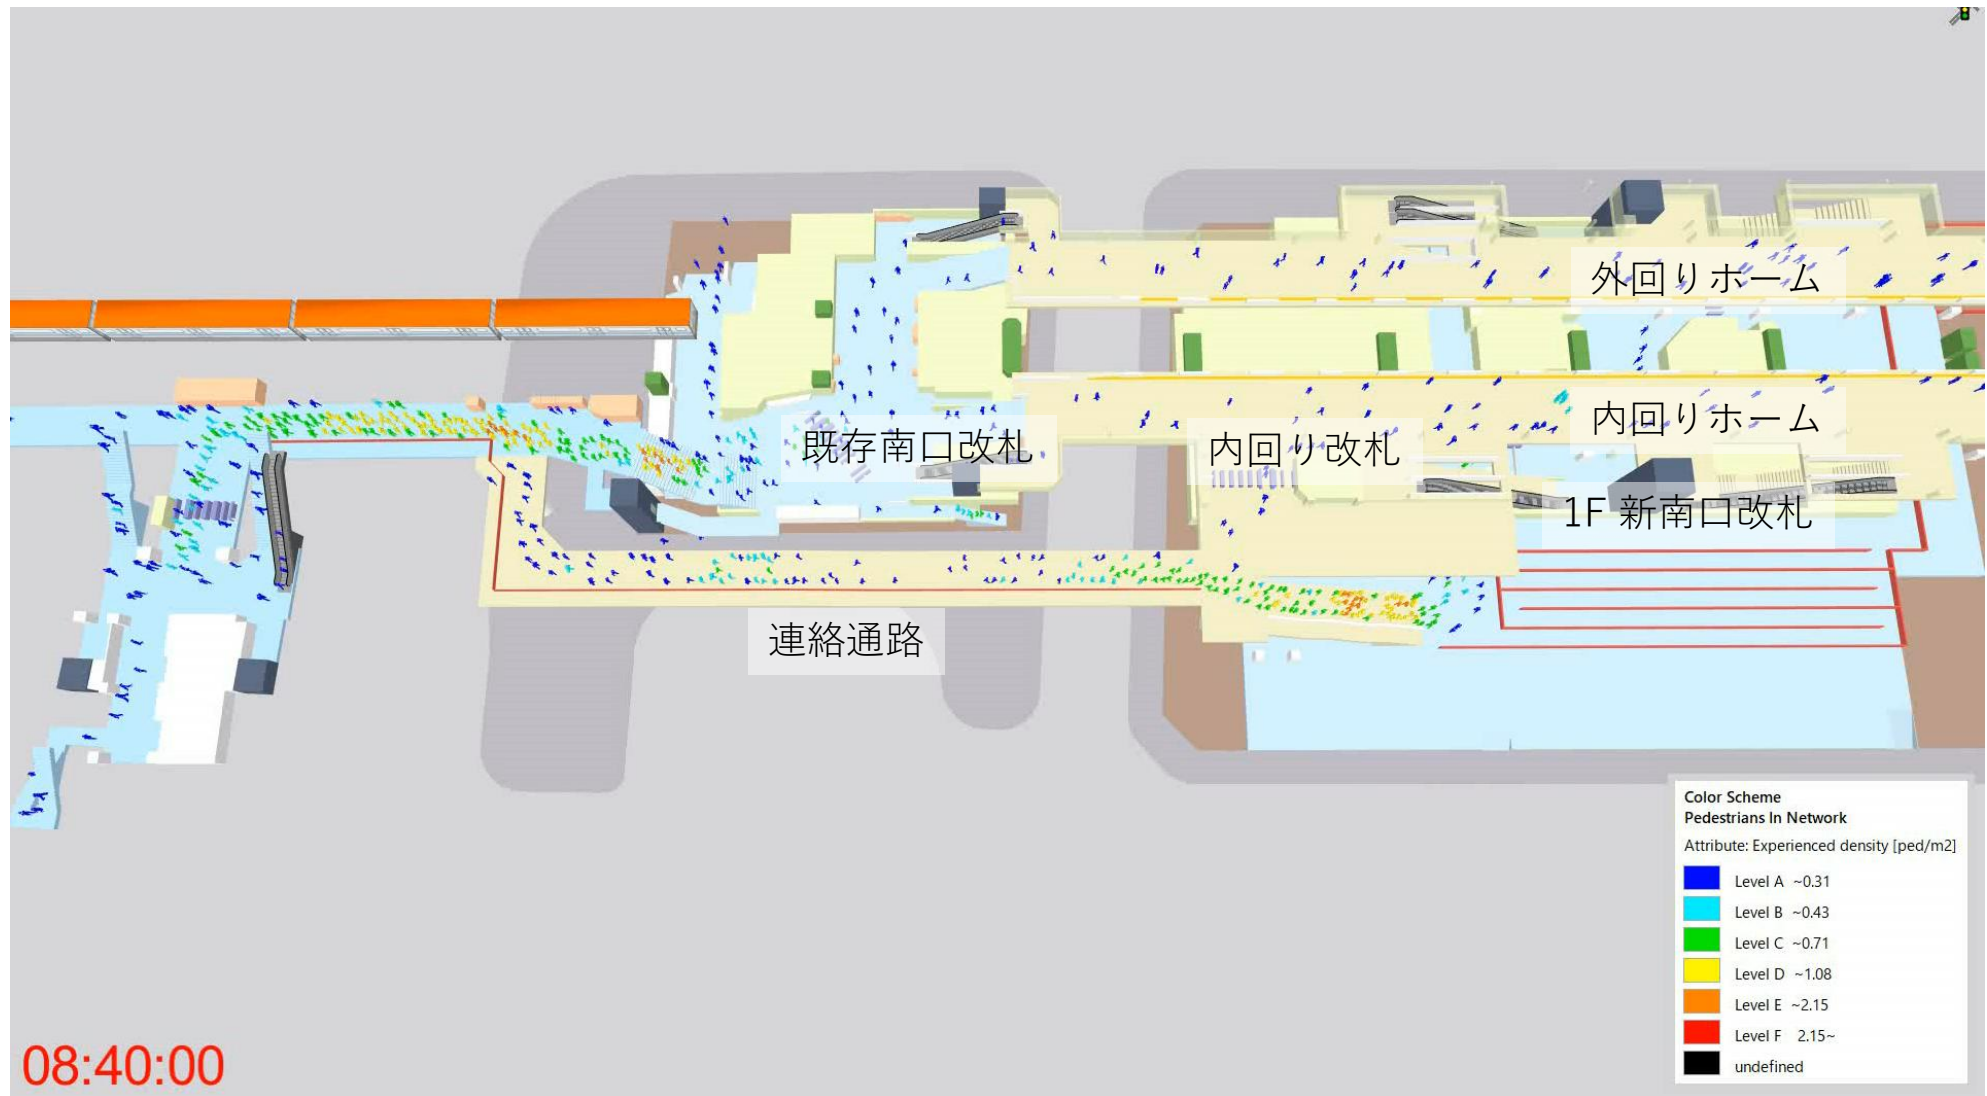 外回りホーム
内回りホーム
既存南口改札
内回り改札
1F 新南口改札
連絡通路
Color Scheme
Pedestrians In Network
Attribute: Experienced density [ped/m2]
Level A ~0.31
Level B ~0.43
Level C ~0.71
Level D ~1.08
Level E ~2.15
Level F 2.15~
undefined
08:40:00